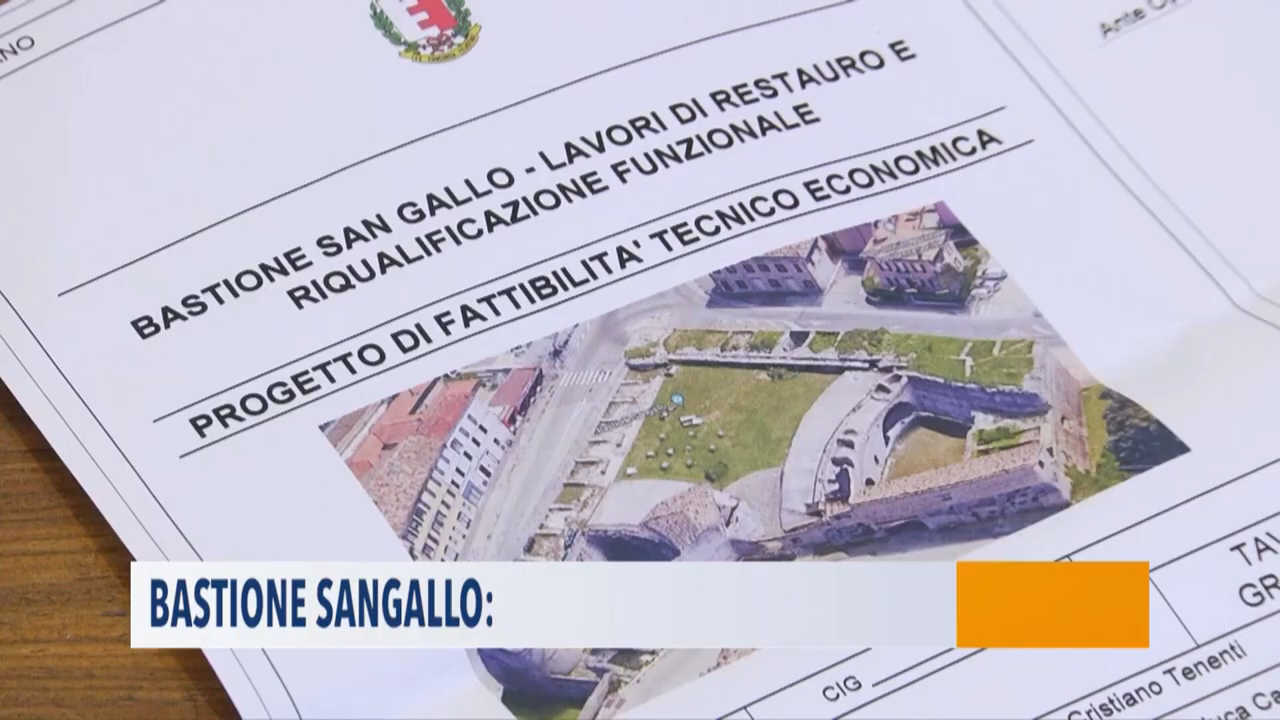 BASTIONE SAN GALLO - LAVORI DI RESTAURO E
RIQUALIFICAZIONE FUNZIONALE
PROGETTO DI FATTIBILITA' TECNICO ECONOMICA
BASTIONE SANGALLO:
CIG
Cristiano Tenenti